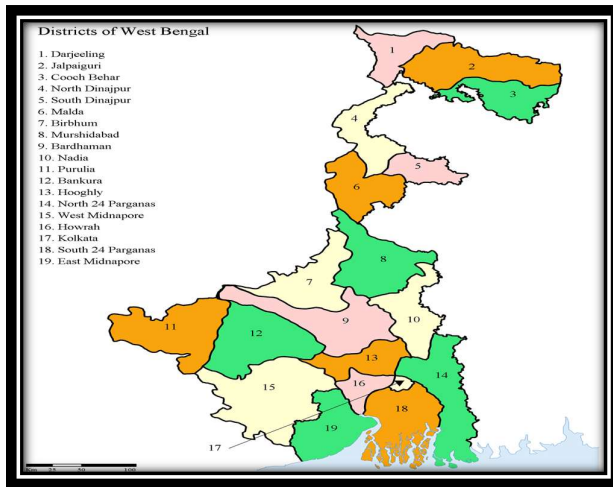 Districts of West Bengal
1. Darjeeling
2. Jalpaiguri
3. Cooch Behar
4. North Dinajpur
5. South Dinajpur
6. Malda
7. Birbhum
8. Murshidabad
9. Bardhaman
10. Nadia
11. Purulia
12. Bankura
13. Hooghly
14. North 24 Parganas
15. West Midnapore
16. Howrah
17. Kolkata
18. South 24 Parganas
19. East Midnapore
1
2
3
4
5
6
7
8
9
10
11
12
13
14
15
16
17
18
19
Km 25 50 100